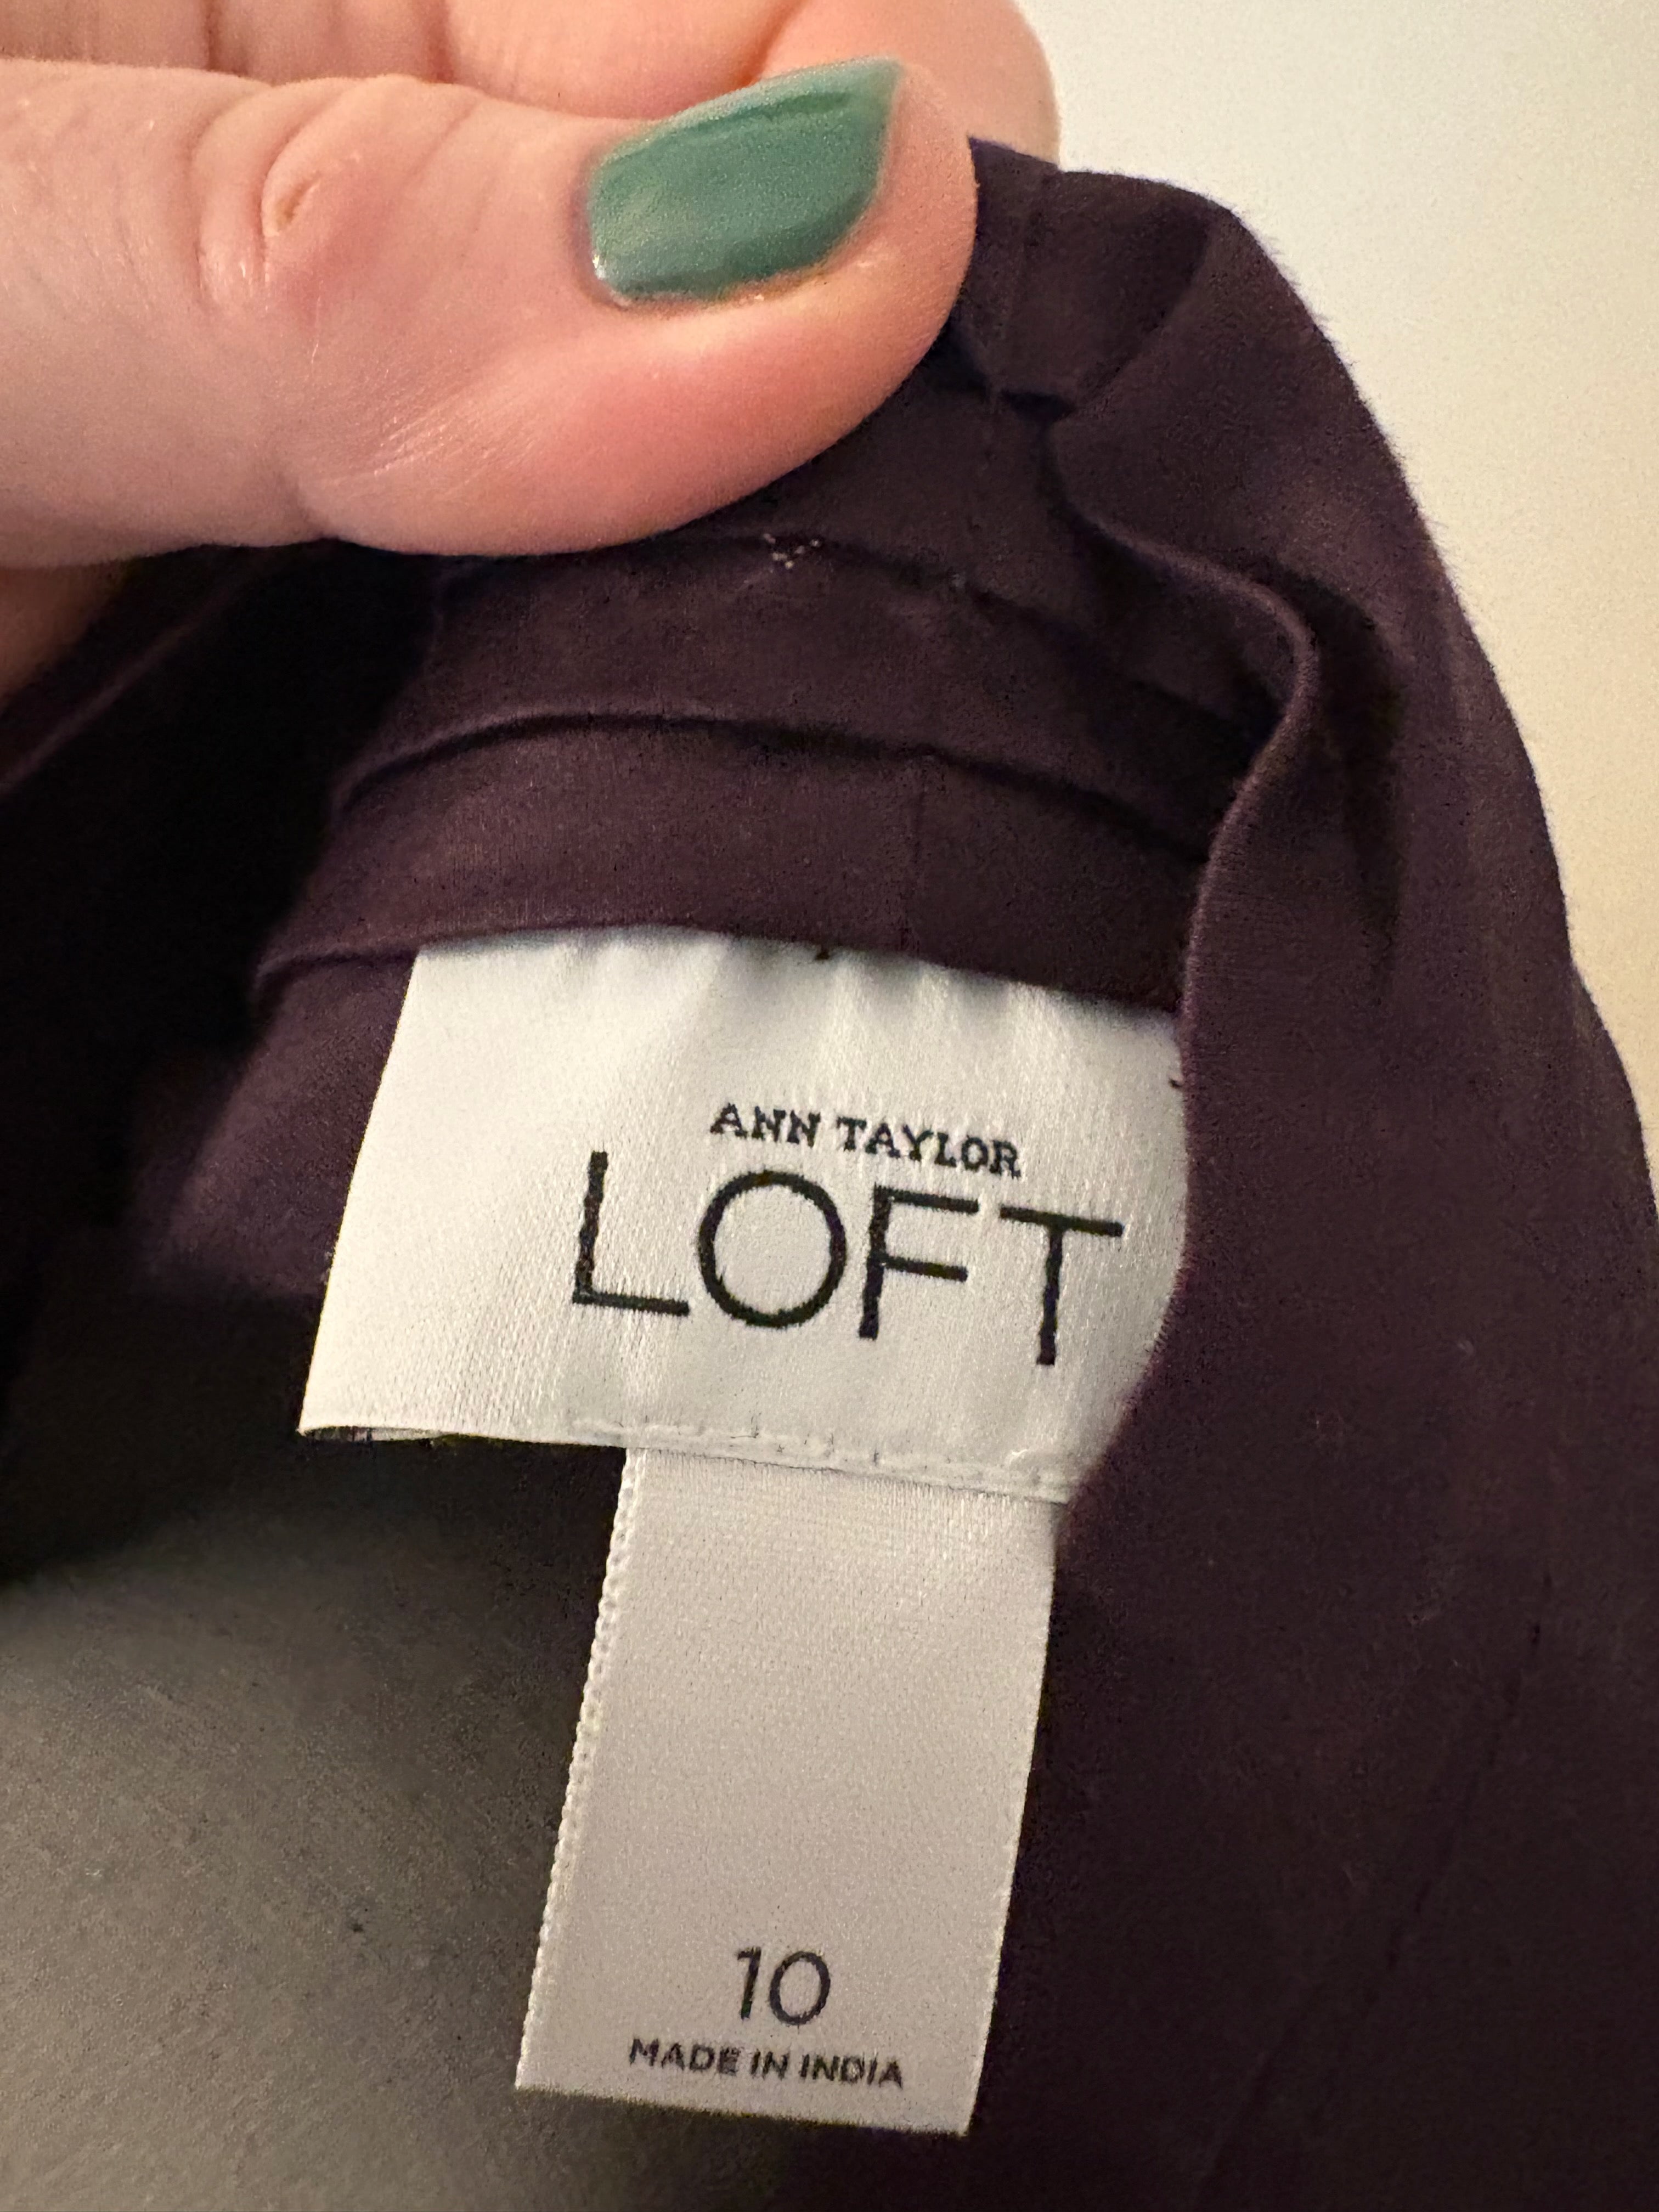 ANN TAYLOR
LOFT
10
MADE IN INDIA